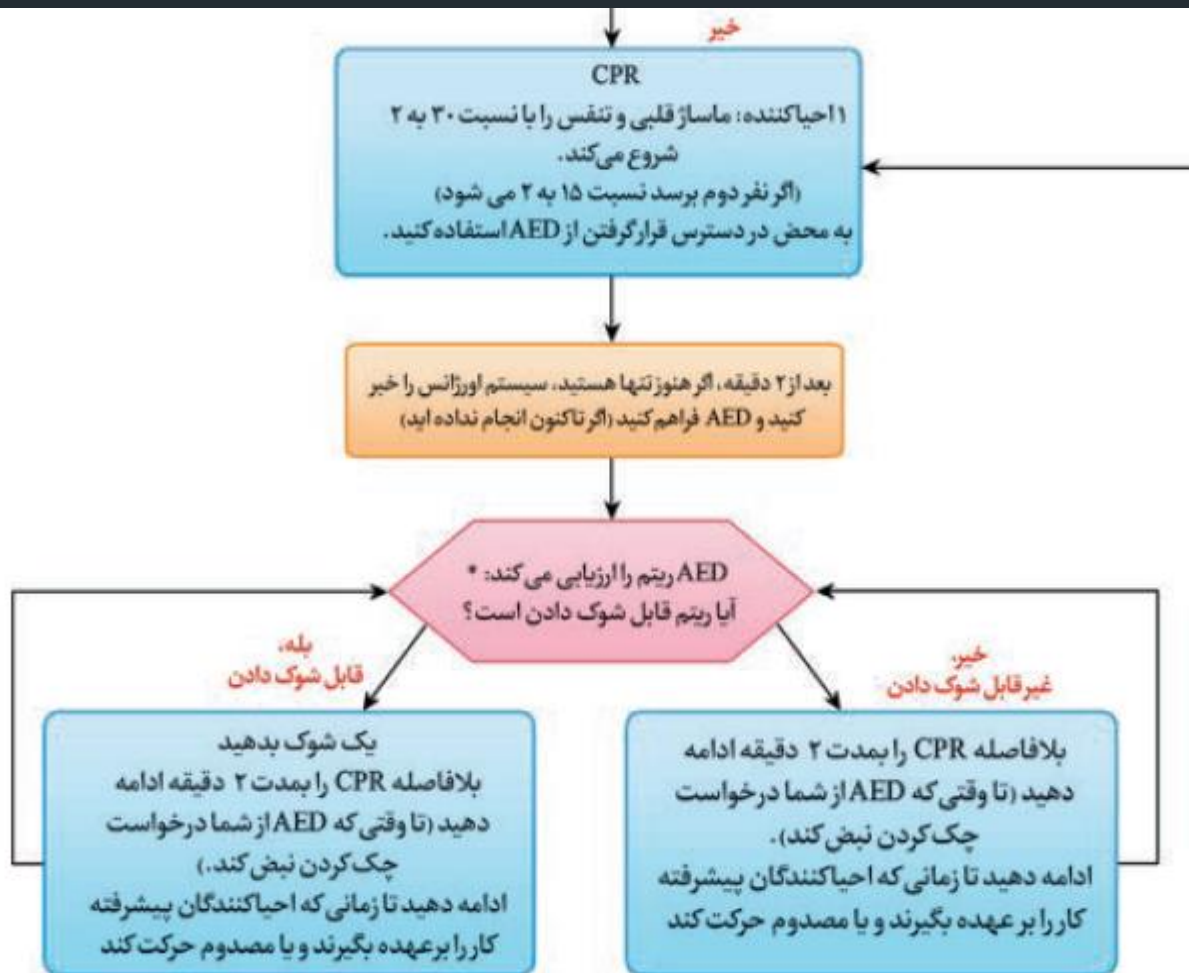 خیر
CPR
۱ احیاکننده: ماساژ قلبی و تنفس را با نسبت ۳۰ به ۲
شروع می‌کند.
(اگر نفر دوم برسد نسبت ۱۵ به ۲ می شود)
به محض در دسترس قرارگرفتن از AED استفاده کنید.
بعد از ۲ دقیقه، اگر هنوز تنها هستید، سیستم اورژانس را خبر
کنید و AED فراهم کنید (اگر تاکنون انجام نداده اید)
AED ریتم را ارزیابی می‌کند: *
آیا ریتم قابل شوک دادن است؟
خیر،
غیر قابل شوک دادن
بله،
قابل شوک دادن
بلافاصله CPR را بمدت ۲ دقیقه ادامه
دهید (تا وقتی که AED از شما درخواست
چک کردن نبض کند).
ادامه دهید تا زمانی که احیاکنندگان پیشرفته
کار را بر عهده بگیرند و یا مصدوم حرکت کند
یک شوک بدهید
بلافاصله CPR را بمدت ۲ دقیقه ادامه
دهید (تا وقتی که AED از شما درخواست
چک کردن نبض کند.)
ادامه دهید تا زمانی که احیاکنندگان پیشرفته
کار را برعهده بگیرند و یا مصدوم حرکت کند